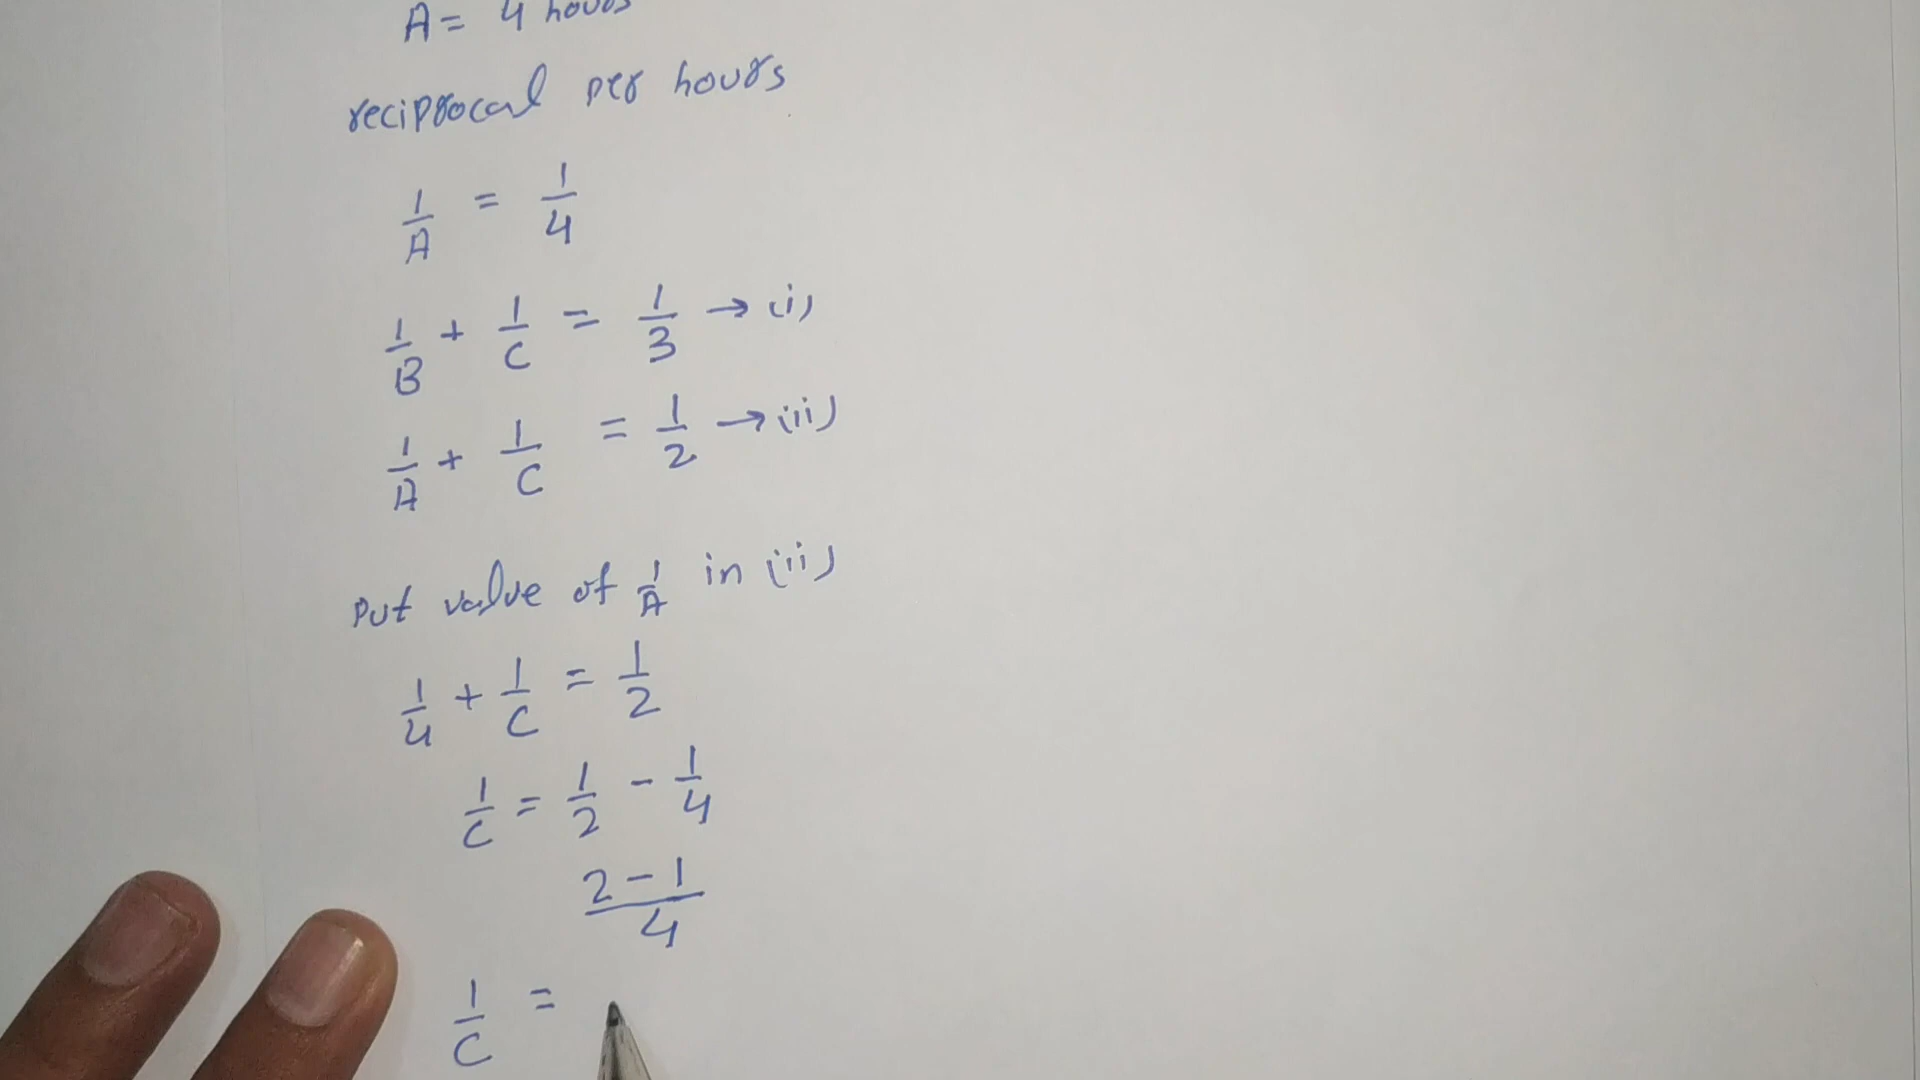 A = 4 hours
reciprocal per hours
1/A = 1/4
1/B + 1/C = 1/3 → (i)
1/A + 1/C = 1/2 → (ii)
Put value of 1/A in (ii)
1/4 + 1/C = 1/2
1/C = 1/2 - 1/4
2 - 1/4
1/C =